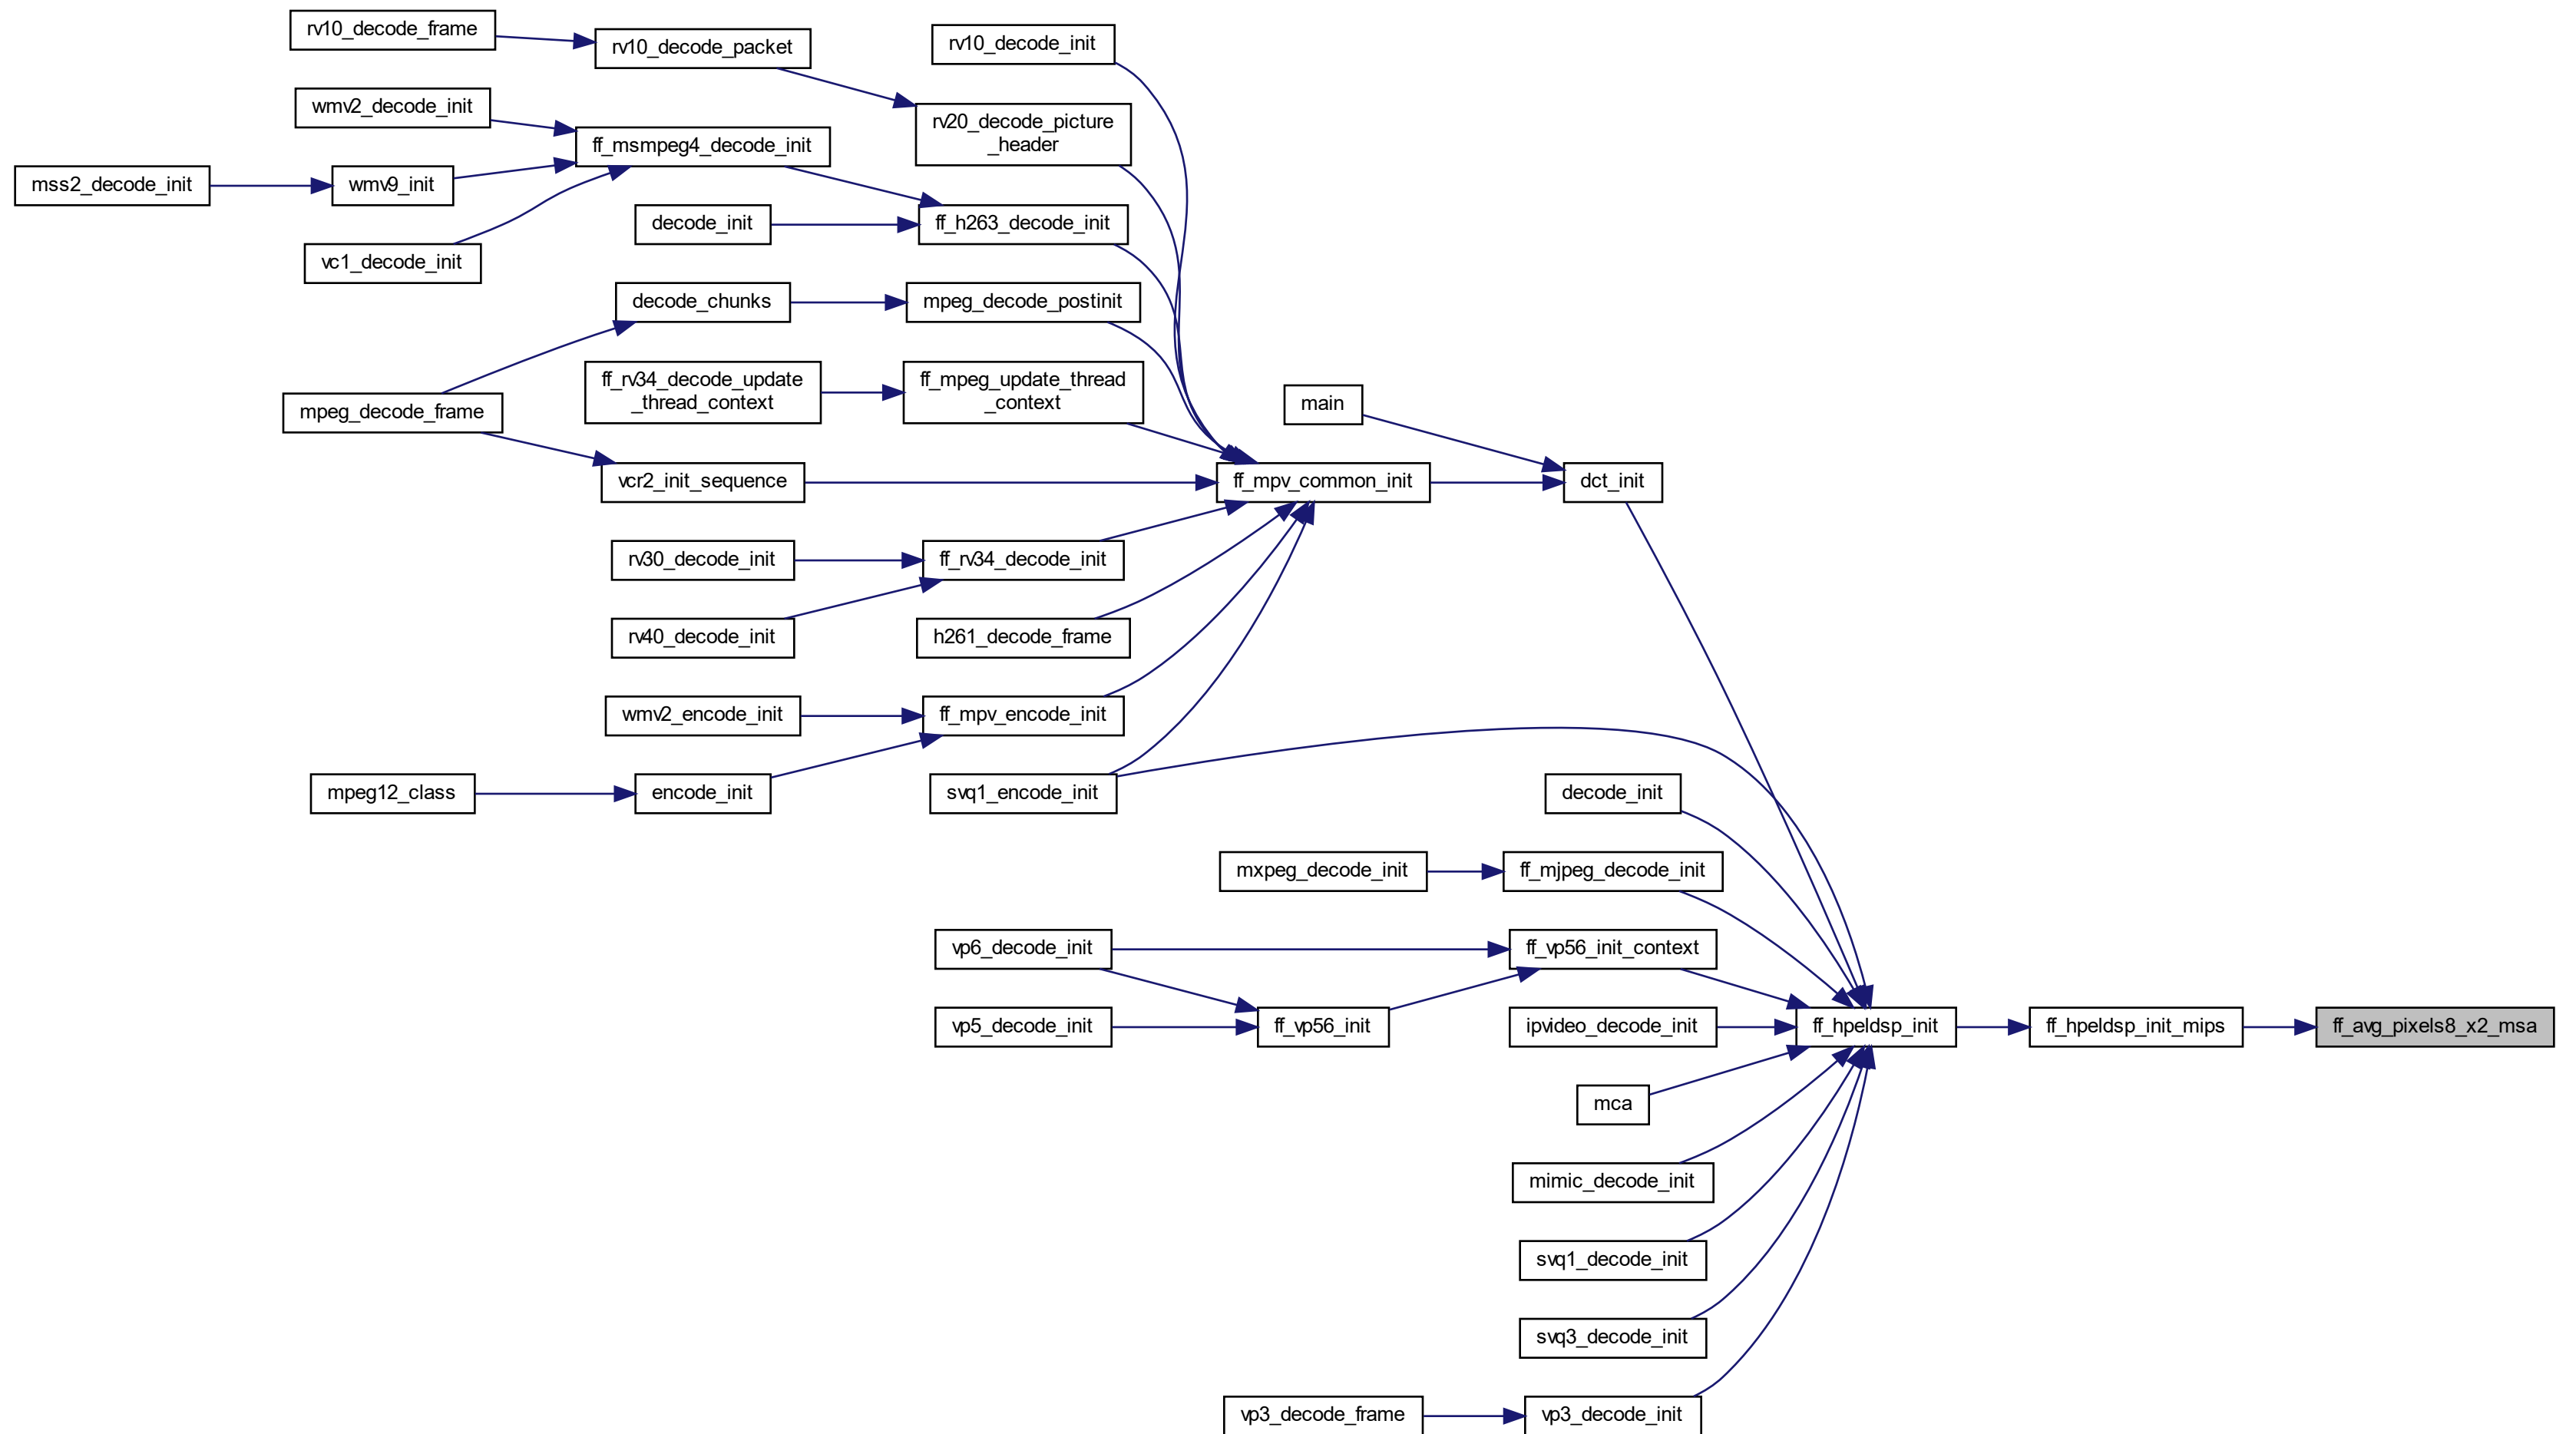 rv10_decode_frame
rv10_decode_packet
rv10_decode_init
wmv2_decode_init
rv20_decode_picture
_header
ff_msmpeg4_decode_init
mss2_decode_init
wmv9_init
decode_init
ff_h263_decode_init
vc1_decode_init
decode_chunks
mpeg_decode_postinit
ff_rv34_decode_update
_thread_context
ff_mpeg_update_thread
_context
main
mpeg_decode_frame
vcr2_init_sequence
ff_mpv_common_init
dct_init
rv30_decode_init
ff_rv34_decode_init
rv40_decode_init
h261_decode_frame
wmv2_encode_init
ff_mpv_encode_init
mpeg12_class
encode_init
svq1_encode_init
decode_init
mxpeg_decode_init
ff_mjpeg_decode_init
vp6_decode_init
ff_vp56_init_context
vp5_decode_init
ff_vp56_init
ipvideo_decode_init
ff_hpeldsp_init
ff_hpeldsp_init_mips
ff_avg_pixels8_x2_msa
mca
mimic_decode_init
svq1_decode_init
svq3_decode_init
vp3_decode_frame
vp3_decode_init